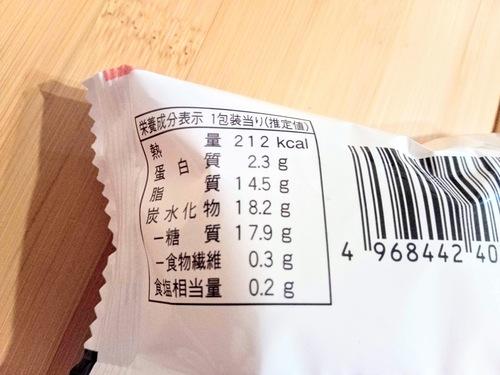 栄養成分表示 1包装当り(推定値)
熱量 212 kcal
蛋白質 2.3 g
脂質 14.5 g
炭水化物 18.2 g
－糖質 17.9 g
－食物繊維 0.3 g
食塩相当量 0.2 g
4 968442 40